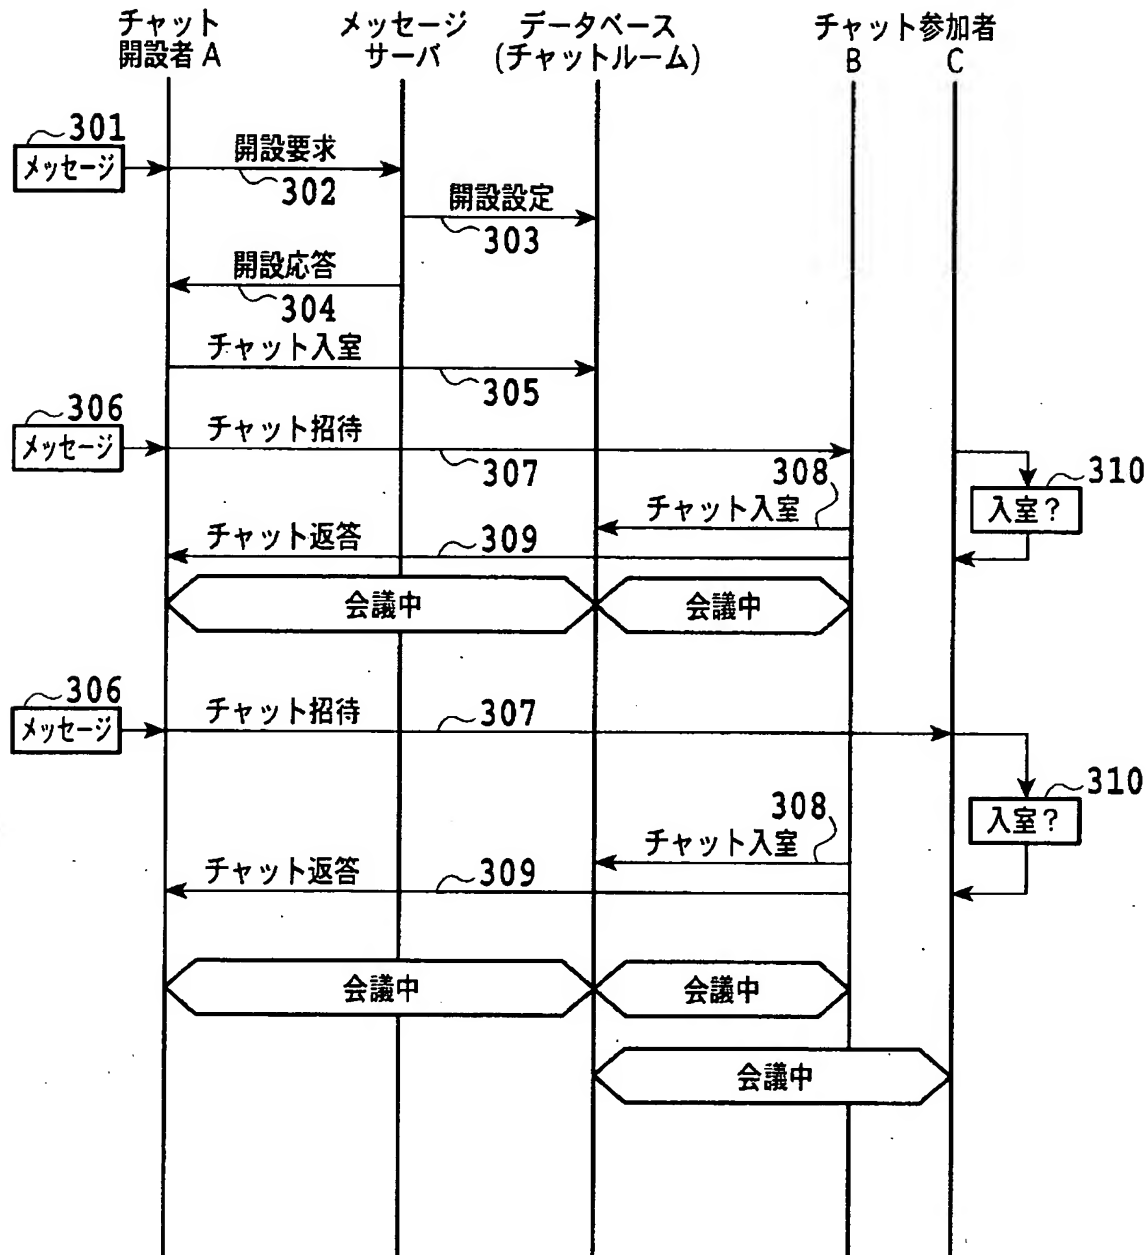 チャット
開設者 A
メッセージ
サーバ
データベース
(チャットルーム)
チャット参加者
B
C
301
メッセージ
開設要求
302
開設設定
303
開設応答
304
チャット入室
305
306
メッセージ
チャット招待
307
308
チャット入室
310
入室?
チャット返答
309
会議中
会議中
306
メッセージ
チャット招待
307
310
入室?
308
チャット入室
チャット返答
309
会議中
会議中
会議中